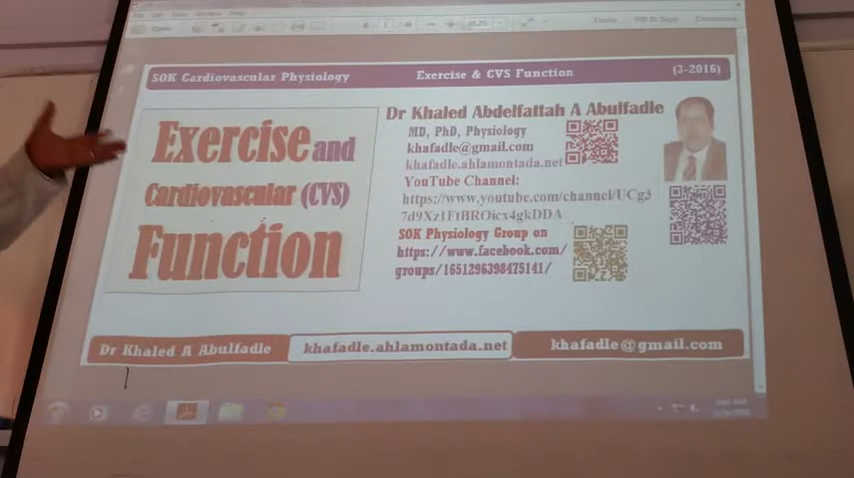 Open
Tools
SOK Cardiovascular Physiology
Exercise & CVS Function
(3-2016)
Exercise and
Cardiovascular (CVS)
Function
Dr Khaled Abdelfattah A Abulfadle
MD, PhD, Physiology
khafadle@gmail.com
khafadle.ahlamontada.net
YouTube Channel:
https://www.youtube.com/channel/UCg3
7d9Xz1FtBROicx4gkDDA
SOK Physiology Group on
https://www.facebook.com/
groups/1651296398475141/
Dr Khaled A Abulfadle
khafadle.ahlamontada.net
khafadle@gmail.com